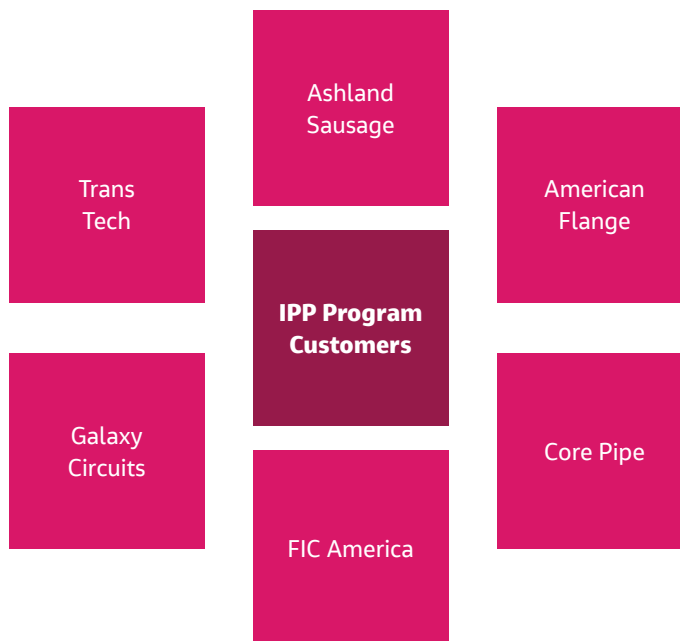 Ashland
Sausage
Trans
Tech
American
Flange
IPP Program
Customers
Galaxy
Circuits
Core Pipe
FIC America